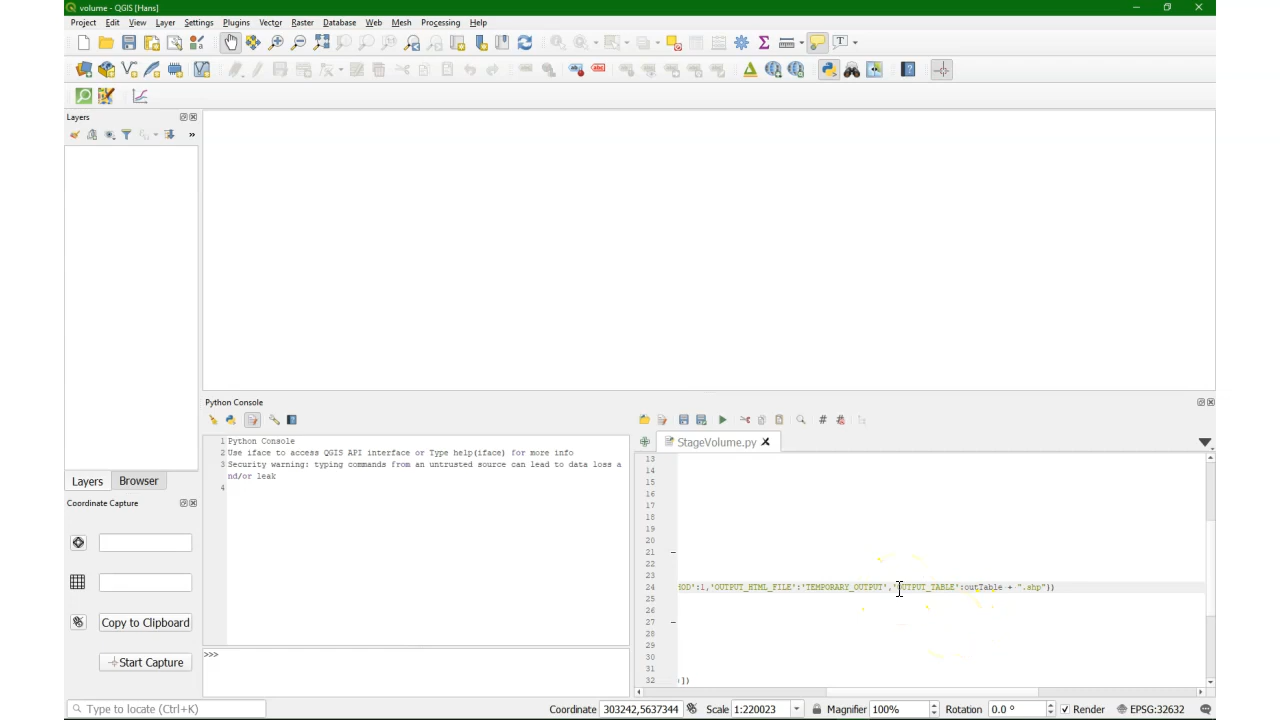 volume - QGIS [Hans]
Project Edit View Layer Settings Plugins Vector Raster Database Web Mesh Processing Help
Layers
Layers Browser
Coordinate Capture
Copy to Clipboard
Start Capture
Python Console
1 Python Console
2 Use iface to access QGIS API interface or Type help(iface) for more info
3 Security warning: typing commands from an untrusted source can lead to data loss a
nd/or leak
4
>>>
StageVolume.py
13
14
15
16
17
18
19
20
21
22
23
24 HOD':1,'OUTPUT_HTML_FILE':'TEMPORARY_OUTPUT','OUTPUT_TABLE':outTable + ".shp"})
25
26
27
28
29
30
31
32 ])
Type to locate (Ctrl+K) Coordinate 303242,5637344 Scale 1:220023 Magnifier 100% Rotation 0.0 ° Render EPSG:32632